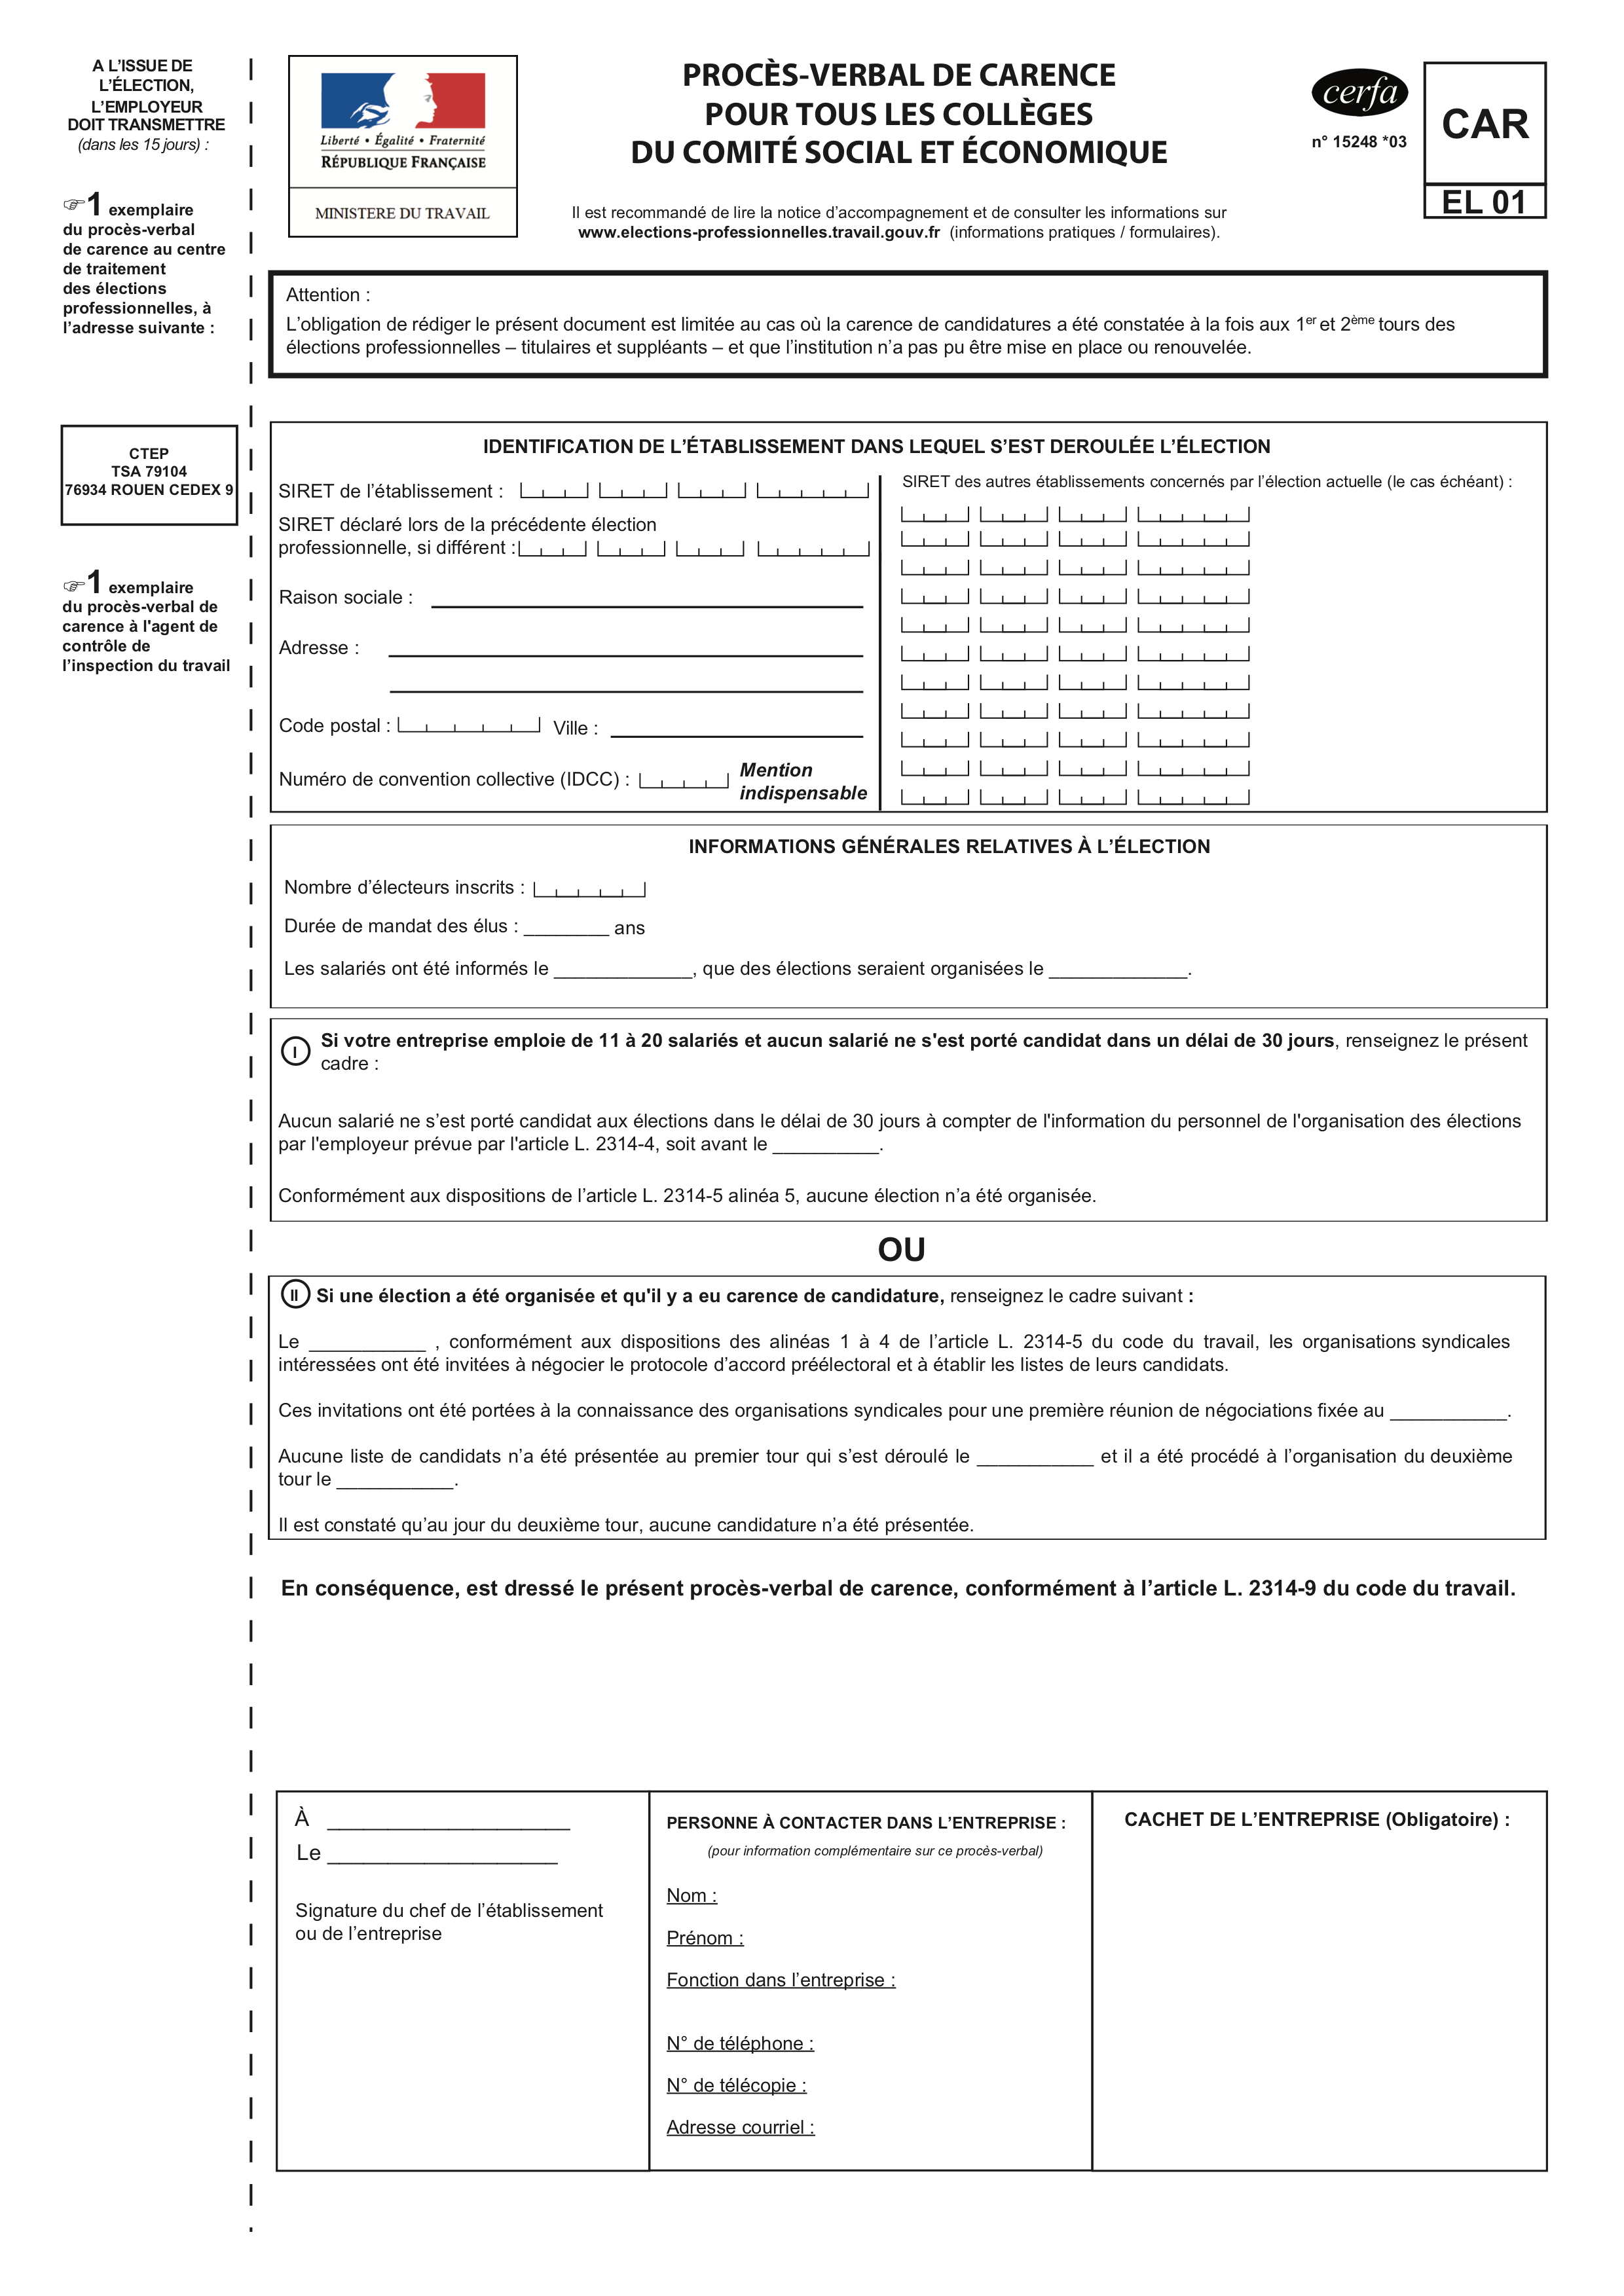 A L’ISSUE DE
L’ÉLECTION,
L’EMPLOYEUR
DOIT TRANSMETTRE
(dans les 15 jours) :
☞1 exemplaire
du procès-verbal
de carence au centre
de traitement
des élections
professionnelles, à
l’adresse suivante :
CTEP
TSA 79104
76934 ROUEN CEDEX 9
☞1 exemplaire
du procès-verbal de
carence à l'agent de
contrôle de
l’inspection du travail
Liberté • Égalité • Fraternité
RÉPUBLIQUE FRANÇAISE
MINISTERE DU TRAVAIL
PROCÈS-VERBAL DE CARENCE
POUR TOUS LES COLLÈGES
DU COMITÉ SOCIAL ET ÉCONOMIQUE
Il est recommandé de lire la notice d’accompagnement et de consulter les informations sur
www.elections-professionnelles.travail.gouv.fr (informations pratiques / formulaires).
cerfa
n° 15248 *03
CAR
EL 01
Attention :
L’obligation de rédiger le présent document est limitée au cas où la carence de candidatures a été constatée à la fois aux 1er et 2ème tours des
élections professionnelles – titulaires et suppléants – et que l’institution n’a pas pu être mise en place ou renouvelée.
IDENTIFICATION DE L’ÉTABLISSEMENT DANS LEQUEL S’EST DEROULÉE L’ÉLECTION
SIRET de l’établissement :
SIRET déclaré lors de la précédente élection
professionnelle, si différent :
Raison sociale :
Adresse :
Code postal : Ville :
Numéro de convention collective (IDCC) : Mention
indispensable
SIRET des autres établissements concernés par l’élection actuelle (le cas échéant) :
INFORMATIONS GÉNÉRALES RELATIVES À L’ÉLECTION
Nombre d’électeurs inscrits :
Durée de mandat des élus : ________ ans
Les salariés ont été informés le _____________, que des élections seraient organisées le _____________.
I Si votre entreprise emploie de 11 à 20 salariés et aucun salarié ne s'est porté candidat dans un délai de 30 jours, renseignez le présent
cadre :
Aucun salarié ne s’est porté candidat aux élections dans le délai de 30 jours à compter de l'information du personnel de l'organisation des élections
par l'employeur prévue par l'article L. 2314-4, soit avant le __________.
Conformément aux dispositions de l’article L. 2314-5 alinéa 5, aucune élection n’a été organisée.
OU
II Si une élection a été organisée et qu'il y a eu carence de candidature, renseignez le cadre suivant :
Le ___________ , conformément aux dispositions des alinéas 1 à 4 de l’article L. 2314-5 du code du travail, les organisations syndicales
intéressées ont été invitées à négocier le protocole d’accord préélectoral et à établir les listes de leurs candidats.
Ces invitations ont été portées à la connaissance des organisations syndicales pour une première réunion de négociations fixée au ___________.
Aucune liste de candidats n’a été présentée au premier tour qui s’est déroulé le ___________ et il a été procédé à l’organisation du deuxième
tour le ___________.
Il est constaté qu’au jour du deuxième tour, aucune candidature n’a été présentée.
En conséquence, est dressé le présent procès-verbal de carence, conformément à l’article L. 2314-9 du code du travail.
À ____________________
Le ___________________
Signature du chef de l’établissement
ou de l’entreprise
PERSONNE À CONTACTER DANS L’ENTREPRISE :
(pour information complémentaire sur ce procès-verbal)
Nom :
Prénom :
Fonction dans l’entreprise :
N° de téléphone :
N° de télécopie :
Adresse courriel :
CACHET DE L’ENTREPRISE (Obligatoire) :